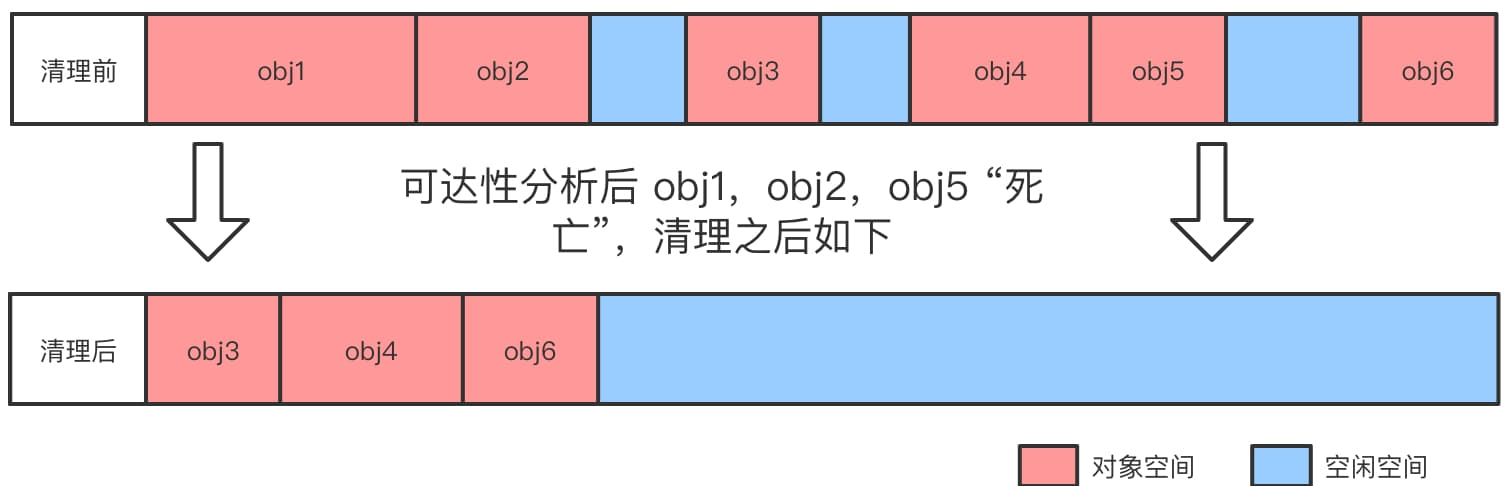 清理前 obj1 obj2 obj3 obj4 obj5 obj6
可达性分析后 obj1，obj2，obj5 “死
亡”，清理之后如下
清理后 obj3 obj4 obj6
对象空间 空闲空间